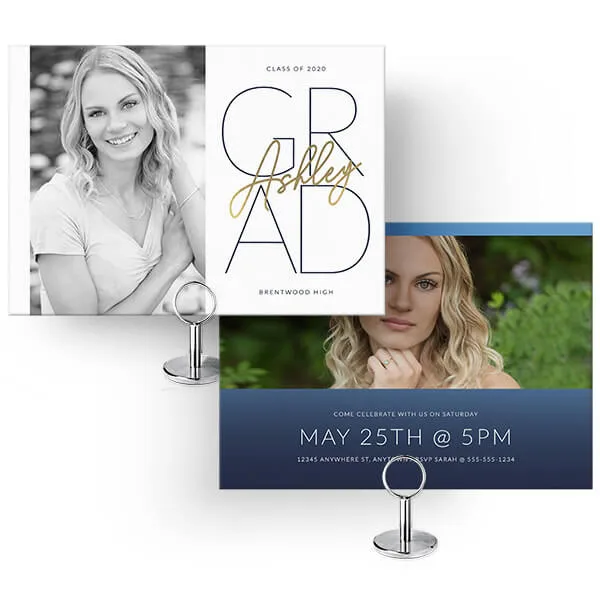 CLASS OF 2020
GR
Ashley
AD
BRENTWOOD HIGH
COME CELEBRATE WITH US ON SATURDAY
MAY 25TH @ 5PM
12345 ANYWHERE ST, ANYTOWN RSVP SARAH @ 555-555-1234